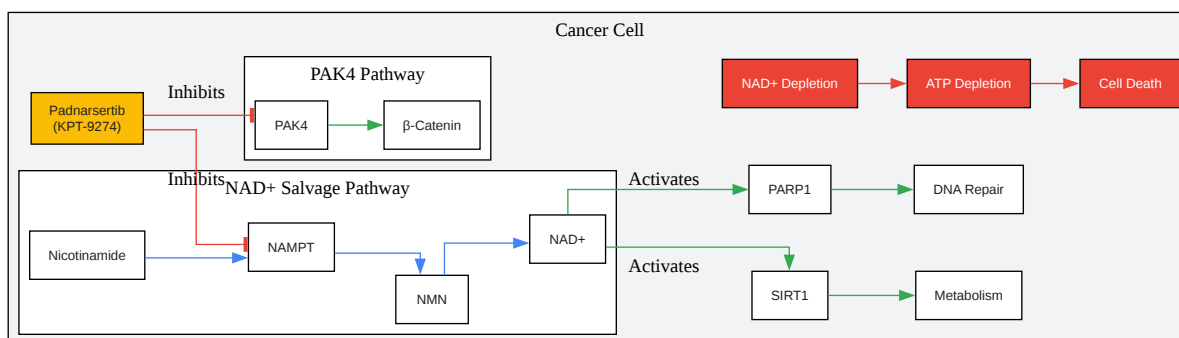 Cancer Cell
PAK4 Pathway
Inhibits
Padnarsertib
(KPT-9274)
PAK4
β-Catenin
NAD+ Depletion
ATP Depletion
Cell Death
Inhibits
NAD+ Salvage Pathway
Nicotinamide
NAMPT
NMN
NAD+
Activates
PARP1
DNA Repair
Activates
SIRT1
Metabolism